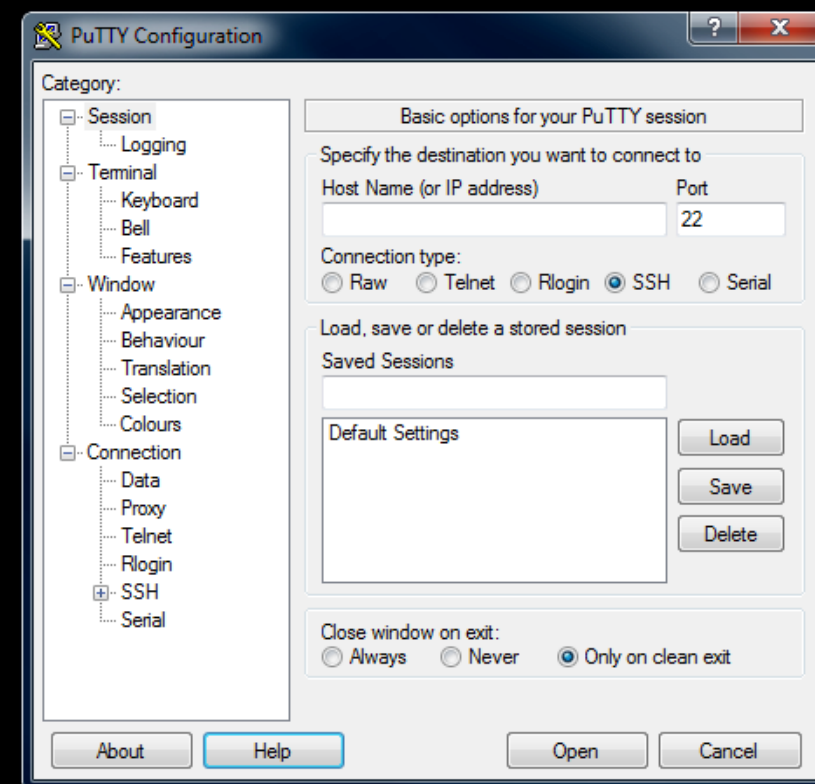 PuTTY Configuration
?
X
Category:
Session
Logging
Terminal
Keyboard
Bell
Features
Window
Appearance
Behaviour
Translation
Selection
Colours
Connection
Data
Proxy
Telnet
Rlogin
SSH
Serial
Basic options for your PuTTY session
Specify the destination you want to connect to
Host Name (or IP address) Port
22
Connection type:
Raw Telnet Rlogin SSH Serial
Load, save or delete a stored session
Saved Sessions
Default Settings
Load
Save
Delete
Close window on exit:
Always Never Only on clean exit
About Help Open Cancel